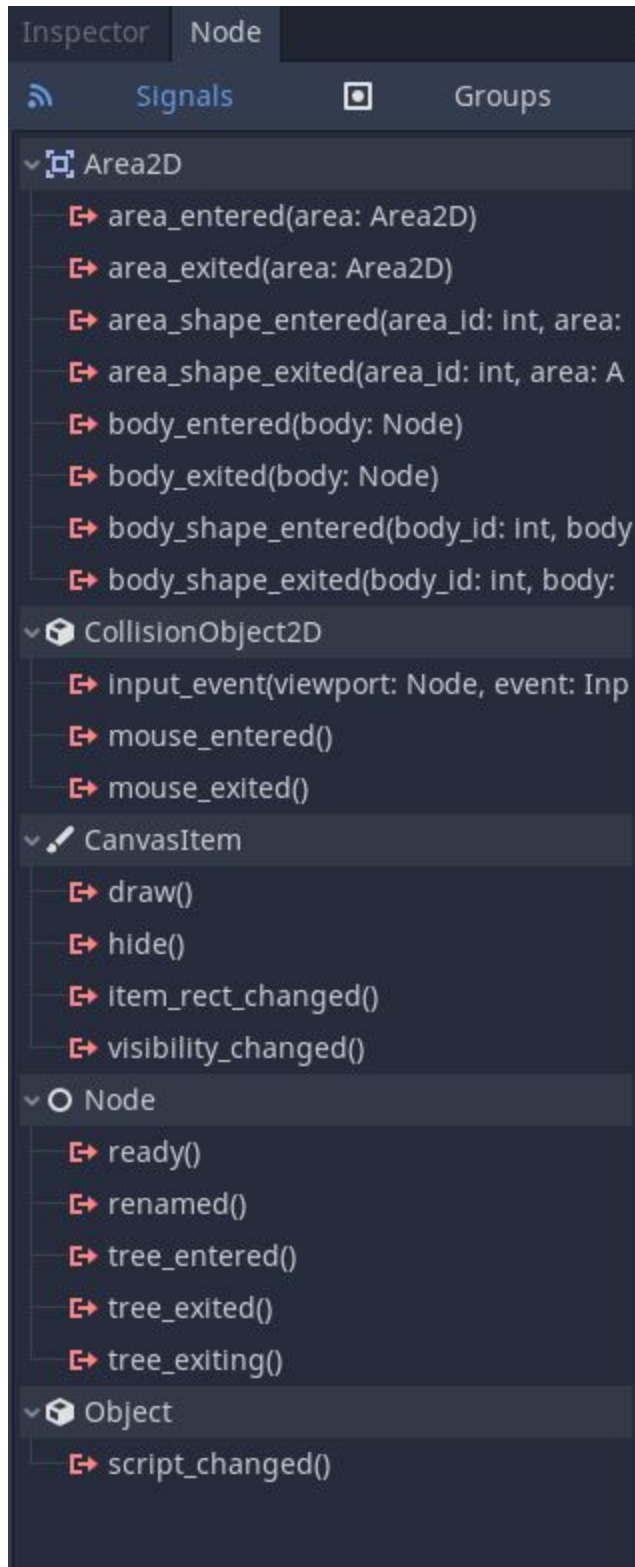 Inspector Node
Signals Groups
Area2D
area_entered(area: Area2D)
area_exited(area: Area2D)
area_shape_entered(area_id: int, area:
area_shape_exited(area_id: int, area: A
body_entered(body: Node)
body_exited(body: Node)
body_shape_entered(body_id: int, body
body_shape_exited(body_id: int, body:
CollisionObject2D
input_event(viewport: Node, event: Inp
mouse_entered()
mouse_exited()
CanvasItem
draw()
hide()
item_rect_changed()
visibility_changed()
Node
ready()
renamed()
tree_entered()
tree_exited()
tree_exiting()
Object
script_changed()